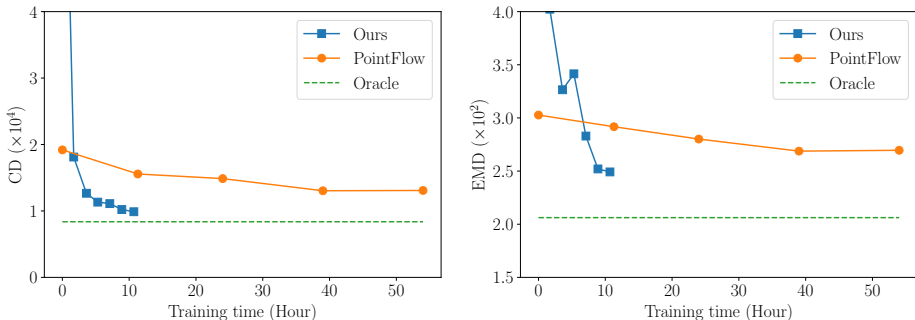 4
3
2
1
0
CD (×10⁴)
0
10
20
30
40
50
Training time (Hour)
Ours
PointFlow
Oracle
4.0
3.5
3.0
2.5
2.0
1.5
EMD (×10²)
0
10
20
30
40
50
Training time (Hour)
Ours
PointFlow
Oracle